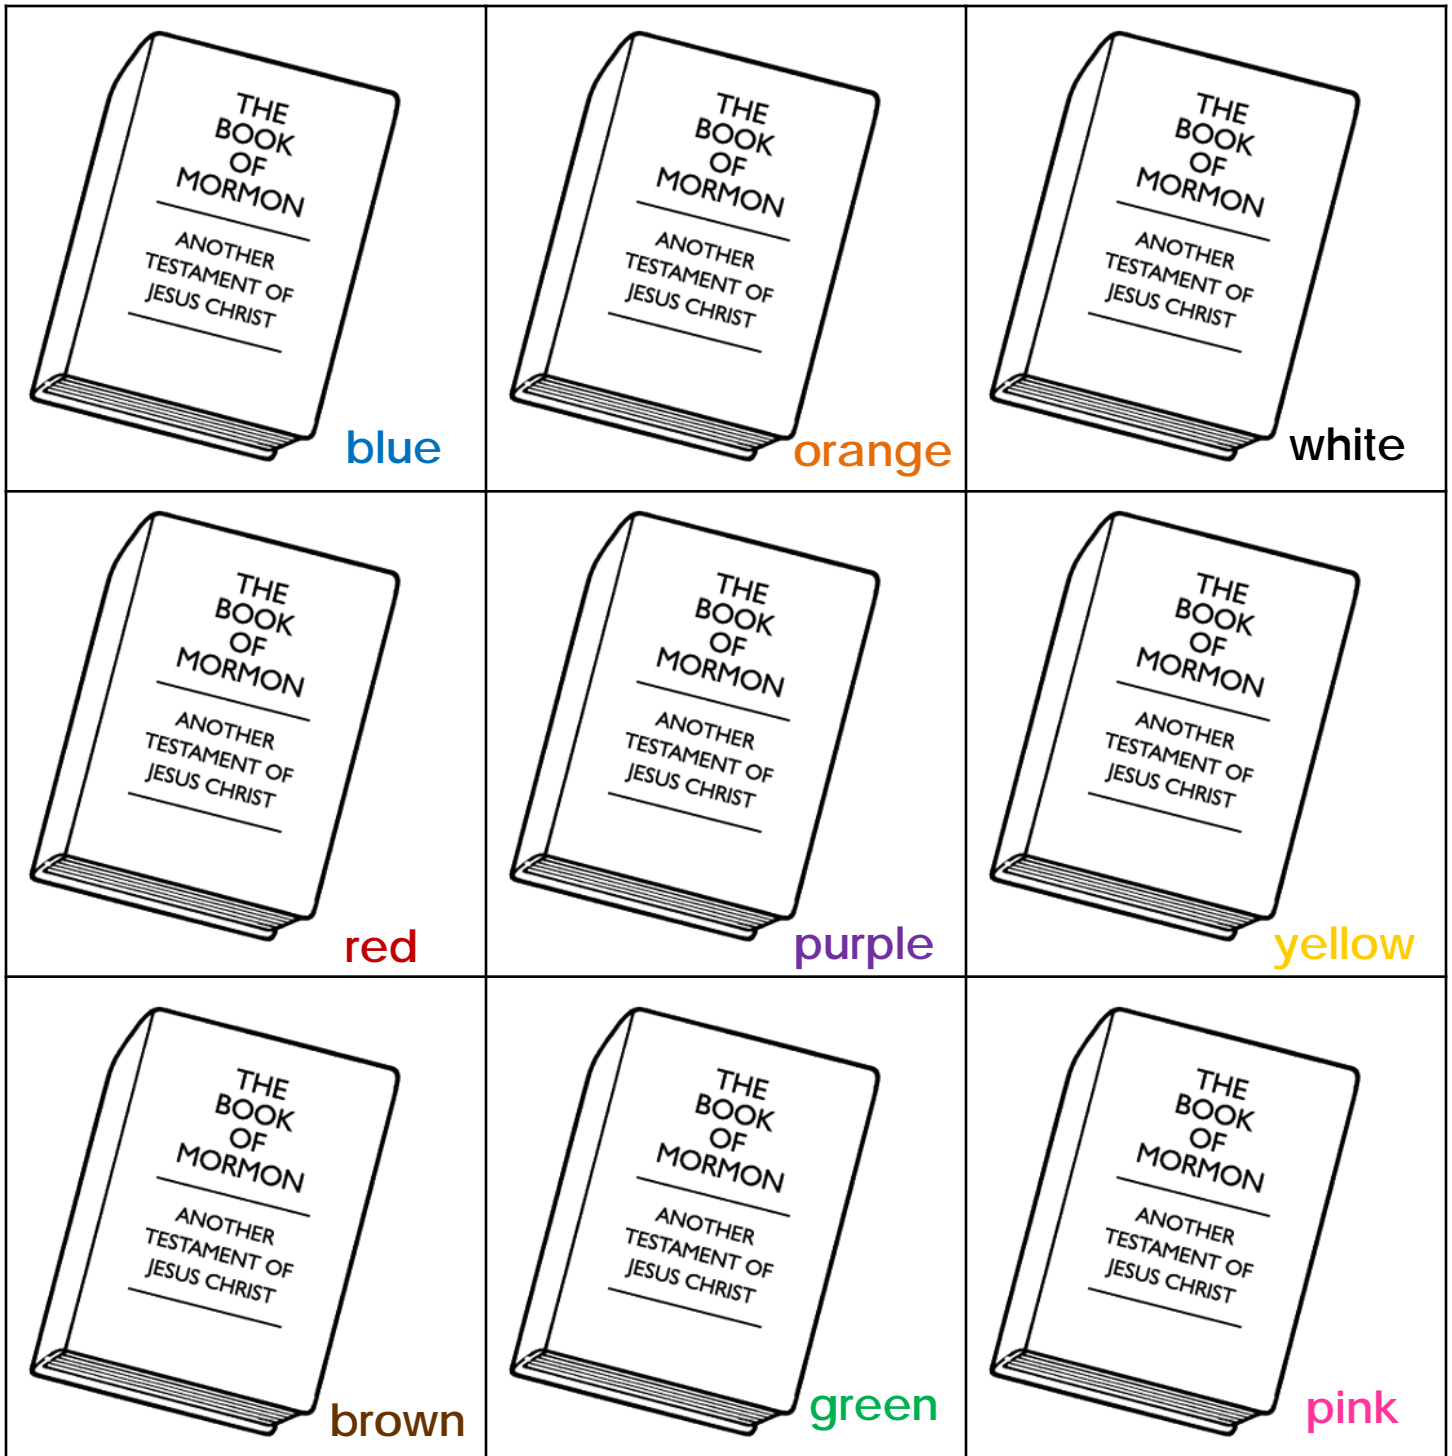 THE
BOOK
OF
MORMON
ANOTHER
TESTAMENT OF
JESUS CHRIST
blue
THE
BOOK
OF
MORMON
ANOTHER
TESTAMENT OF
JESUS CHRIST
orange
THE
BOOK
OF
MORMON
ANOTHER
TESTAMENT OF
JESUS CHRIST
white
THE
BOOK
OF
MORMON
ANOTHER
TESTAMENT OF
JESUS CHRIST
red
THE
BOOK
OF
MORMON
ANOTHER
TESTAMENT OF
JESUS CHRIST
purple
THE
BOOK
OF
MORMON
ANOTHER
TESTAMENT OF
JESUS CHRIST
yellow
THE
BOOK
OF
MORMON
ANOTHER
TESTAMENT OF
JESUS CHRIST
brown
THE
BOOK
OF
MORMON
ANOTHER
TESTAMENT OF
JESUS CHRIST
green
THE
BOOK
OF
MORMON
ANOTHER
TESTAMENT OF
JESUS CHRIST
pink